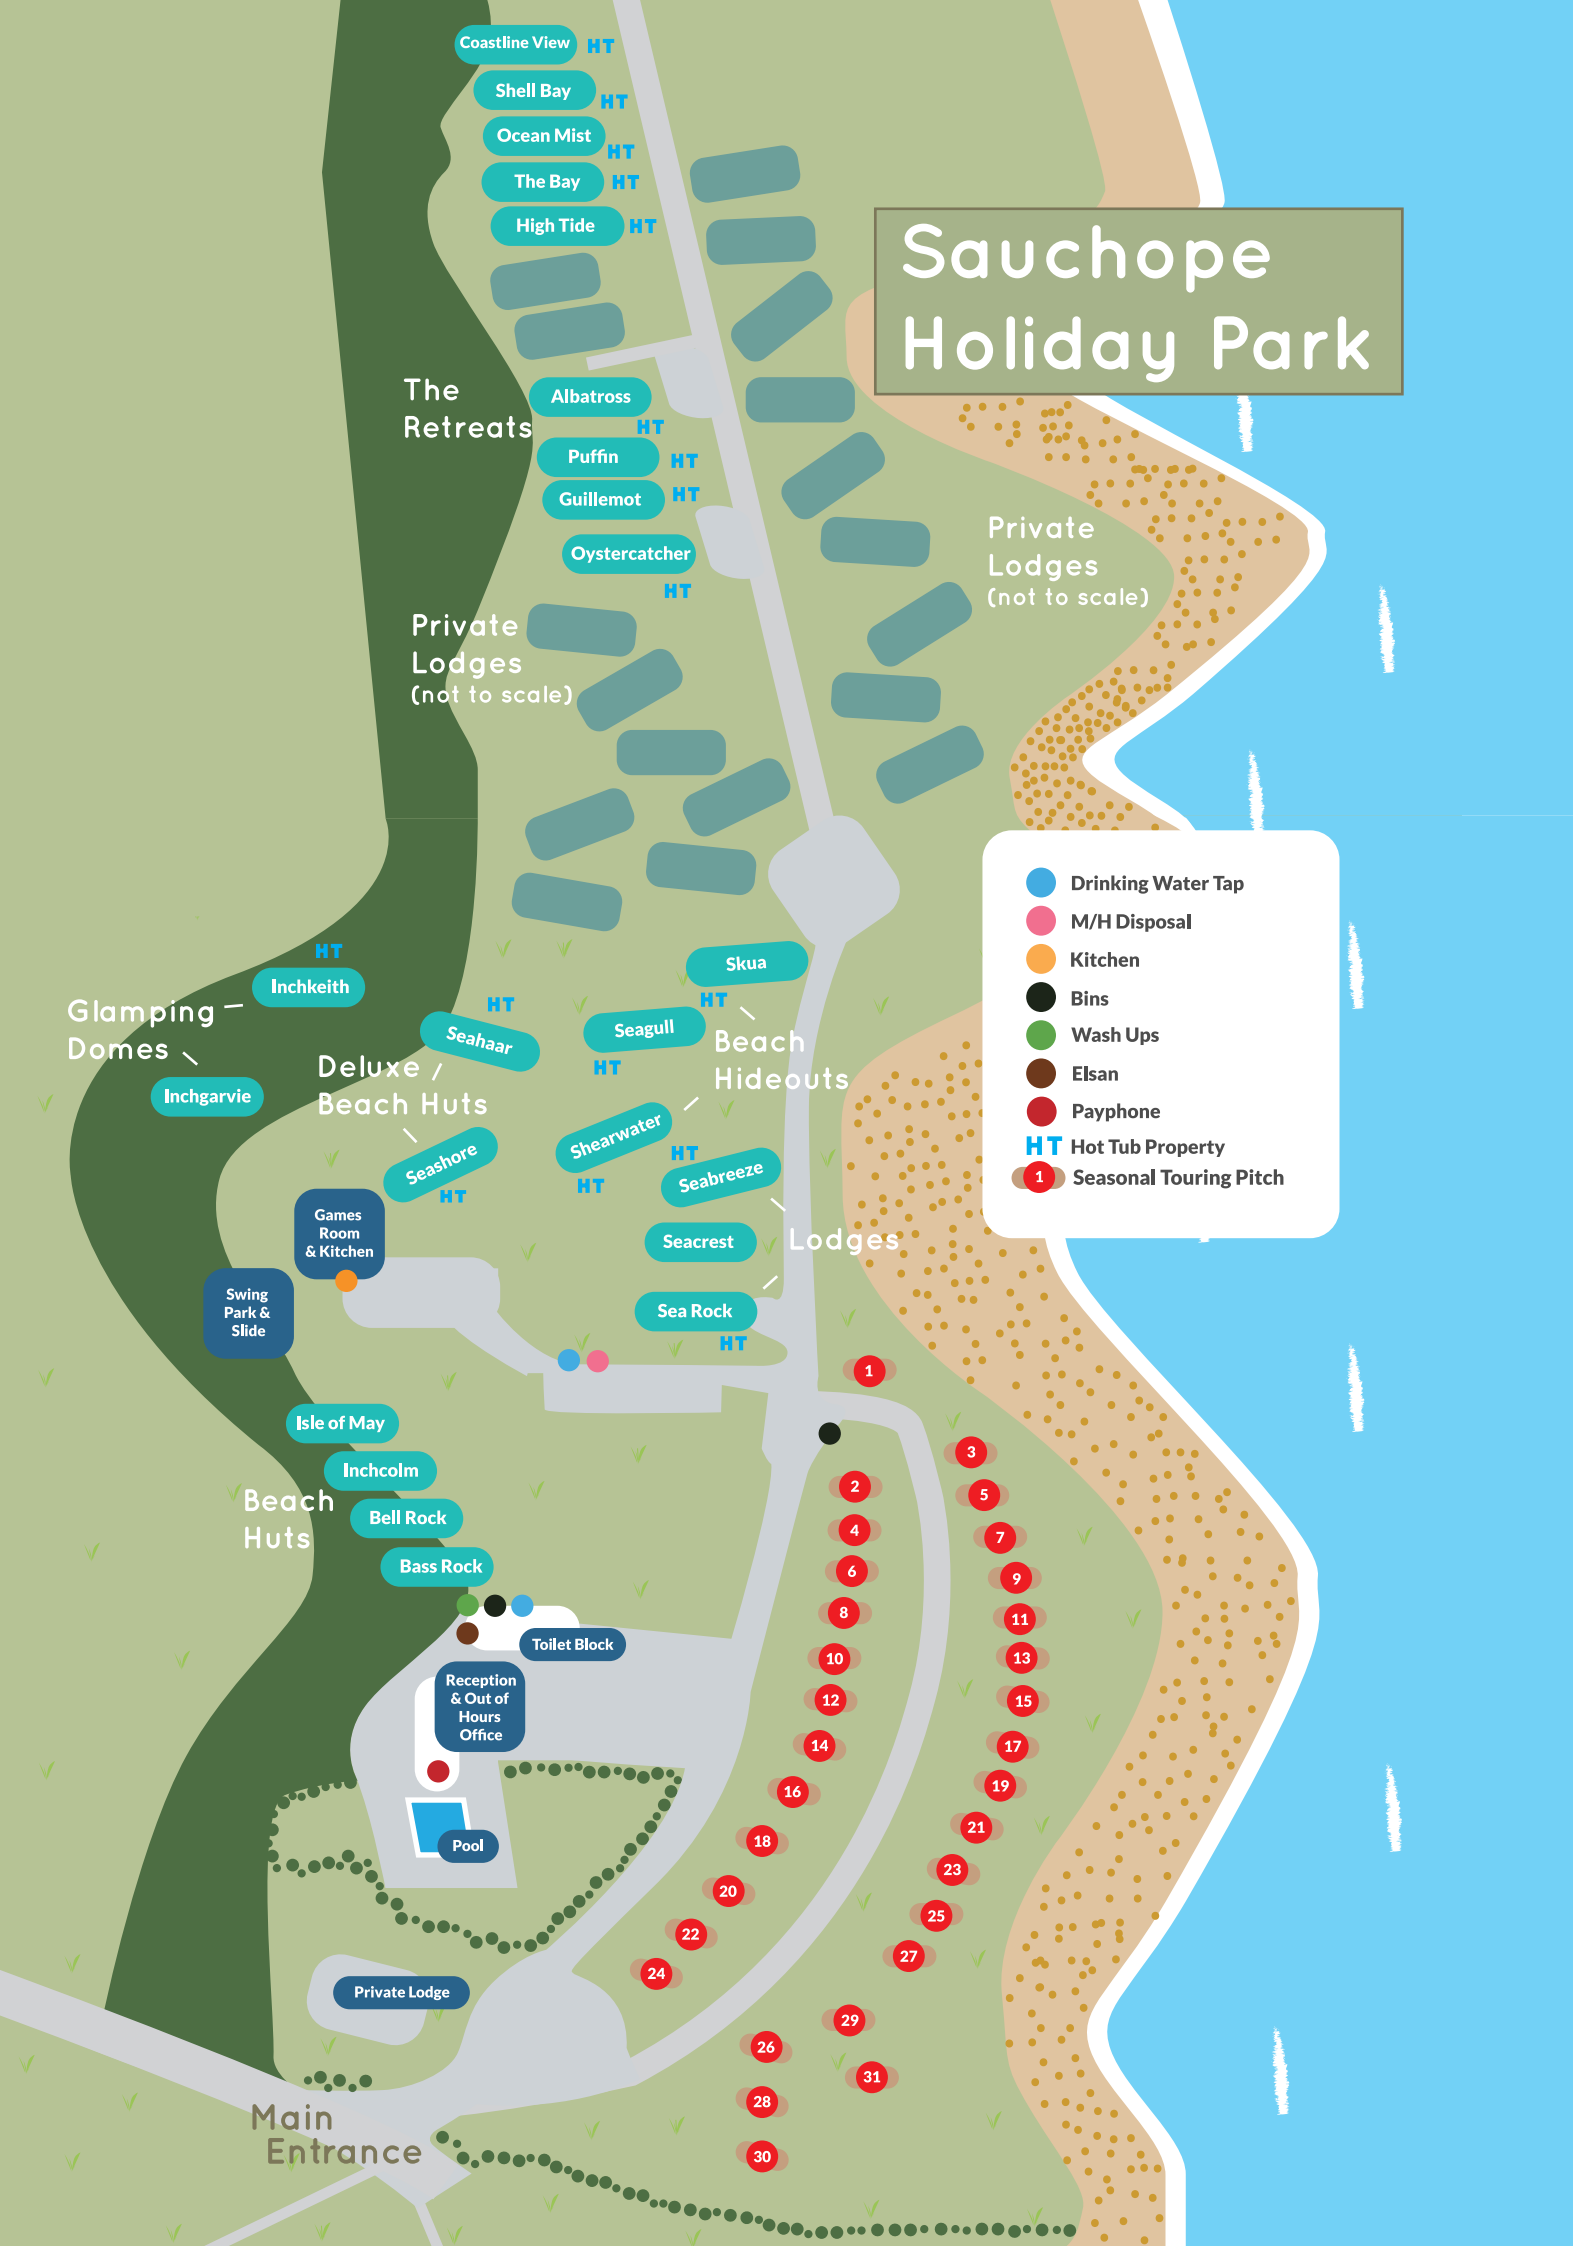 Coastline View HT
Shell Bay HT
Ocean Mist HT
The Bay HT
High Tide HT
Sauchope
Holiday Park
The
Retreats
Albatross
HT
Puffin HT
Guillemot HT
Oystercatcher
HT
Private
Lodges
(not to scale)
Private
Lodges
(not to scale)
Drinking Water Tap
M/H Disposal
Kitchen
Bins
Wash Ups
Elsan
Payphone
HT Hot Tub Property
1 Seasonal Touring Pitch
HT
Inchkeith
Glamping
Domes
Inchgarvie
HT
Seahaar
Deluxe
Beach Huts
Seashore
HT
Skua
HT
Seagull
HT
Beach
Hideouts
Shearwater
HT
HT
Seabreeze
Seacrest
Lodges
Sea Rock
HT
Games
Room
& Kitchen
Swing
Park &
Slide
Isle of May
Inchcolm
Beach
Huts
Bell Rock
Bass Rock
Toilet Block
Reception
& Out of
Hours
Office
Pool
Private Lodge
Main
Entrance
1
3
2
5
4
7
6
9
8
11
10
13
12
15
14
17
16
19
18
21
20
23
22
25
24
27
29
26
31
28
30